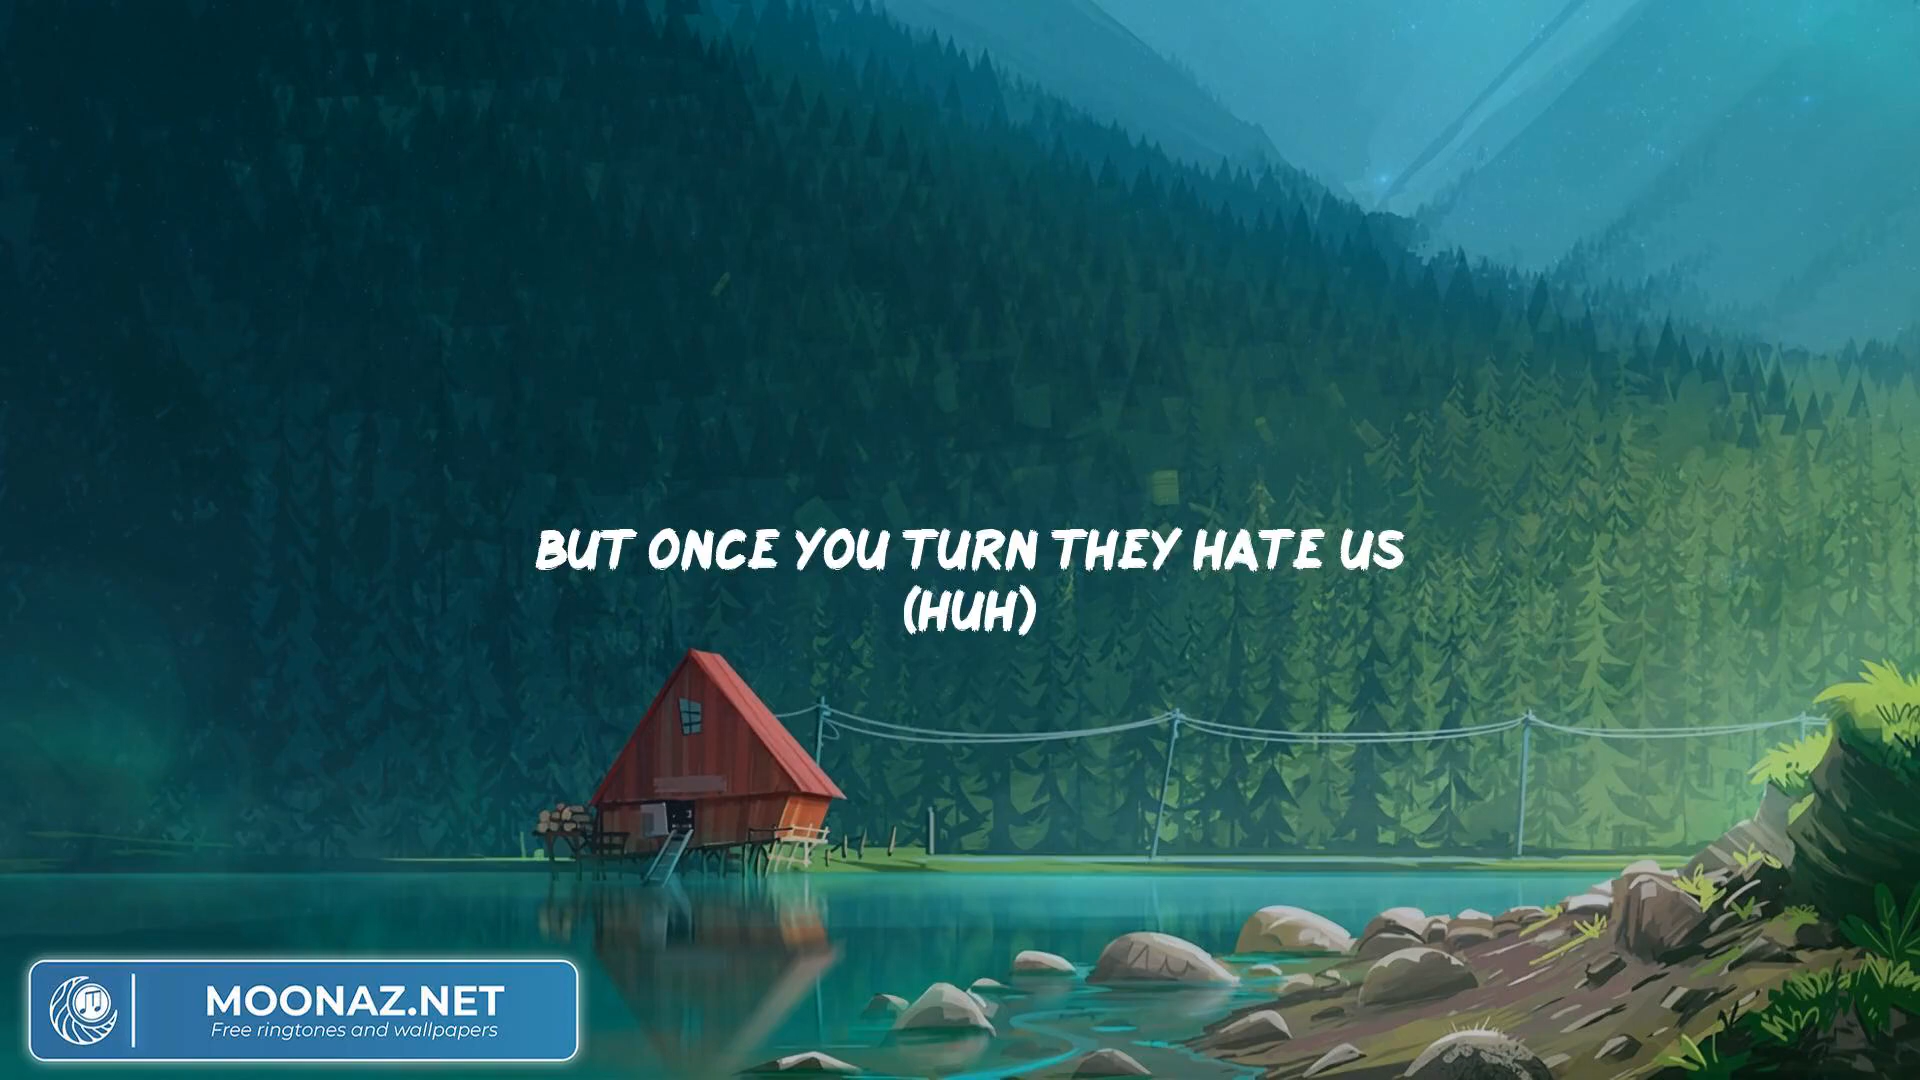 BUT ONCE YOU TURN THEY HATE US
(HUH)
MOONAZ.NET
Free ringtones and wallpapers